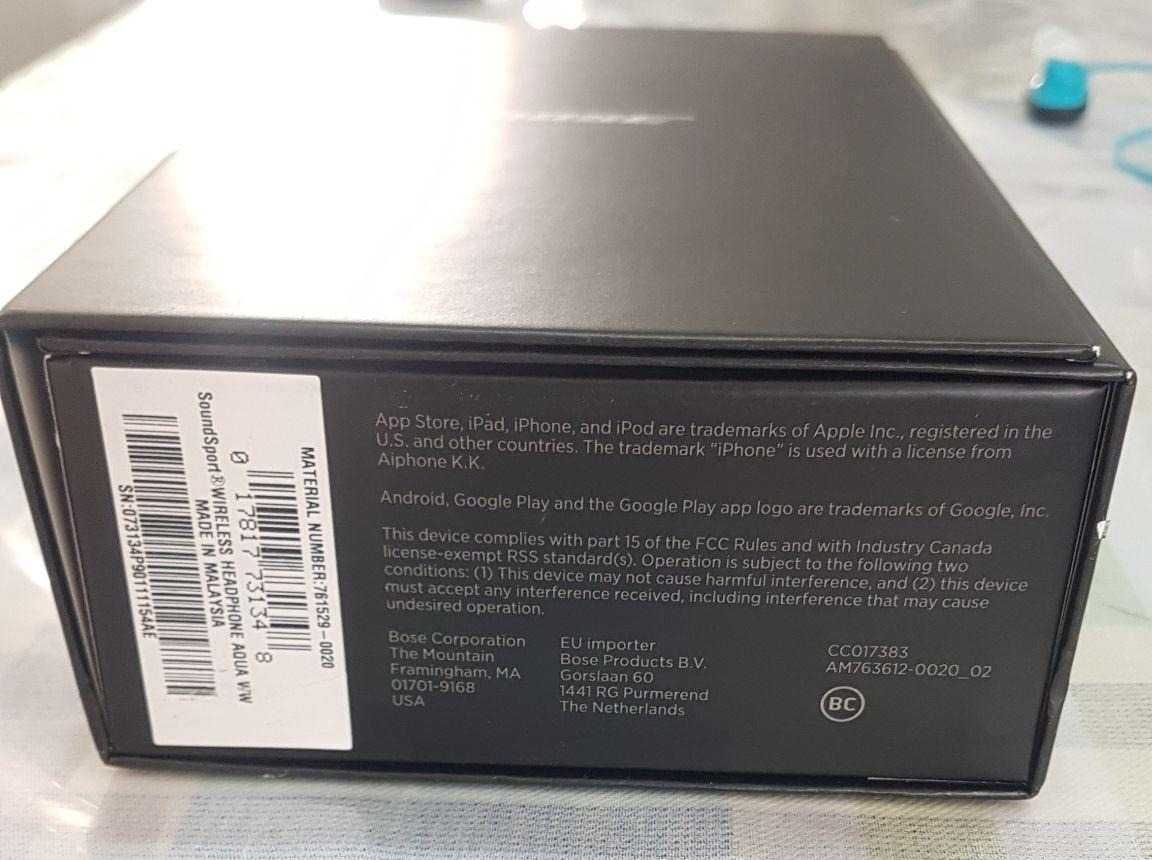 MATERIAL NUMBER:761529-0020
0 17817 73134 8
SoundSport®WIRELESS HEADPHONE AQUA WW
MADE IN MALAYSIA
SN:073134P90111154AE
App Store, iPad, iPhone, and iPod are trademarks of Apple Inc., registered in the
U.S. and other countries. The trademark "iPhone" is used with a license from
Aiphone K.K.
Android, Google Play and the Google Play app logo are trademarks of Google, Inc.
This device complies with part 15 of the FCC Rules and with Industry Canada
license-exempt RSS standard(s). Operation is subject to the following two
conditions: (1) This device may not cause harmful interference, and (2) this device
must accept any interference received, including interference that may cause
undesired operation.
Bose Corporation
The Mountain
Framingham, MA
01701-9168
USA
EU importer
Bose Products B.V.
Gorslaan 60
1441 RG Purmerend
The Netherlands
CC017383
AM763612-0020_02
BC